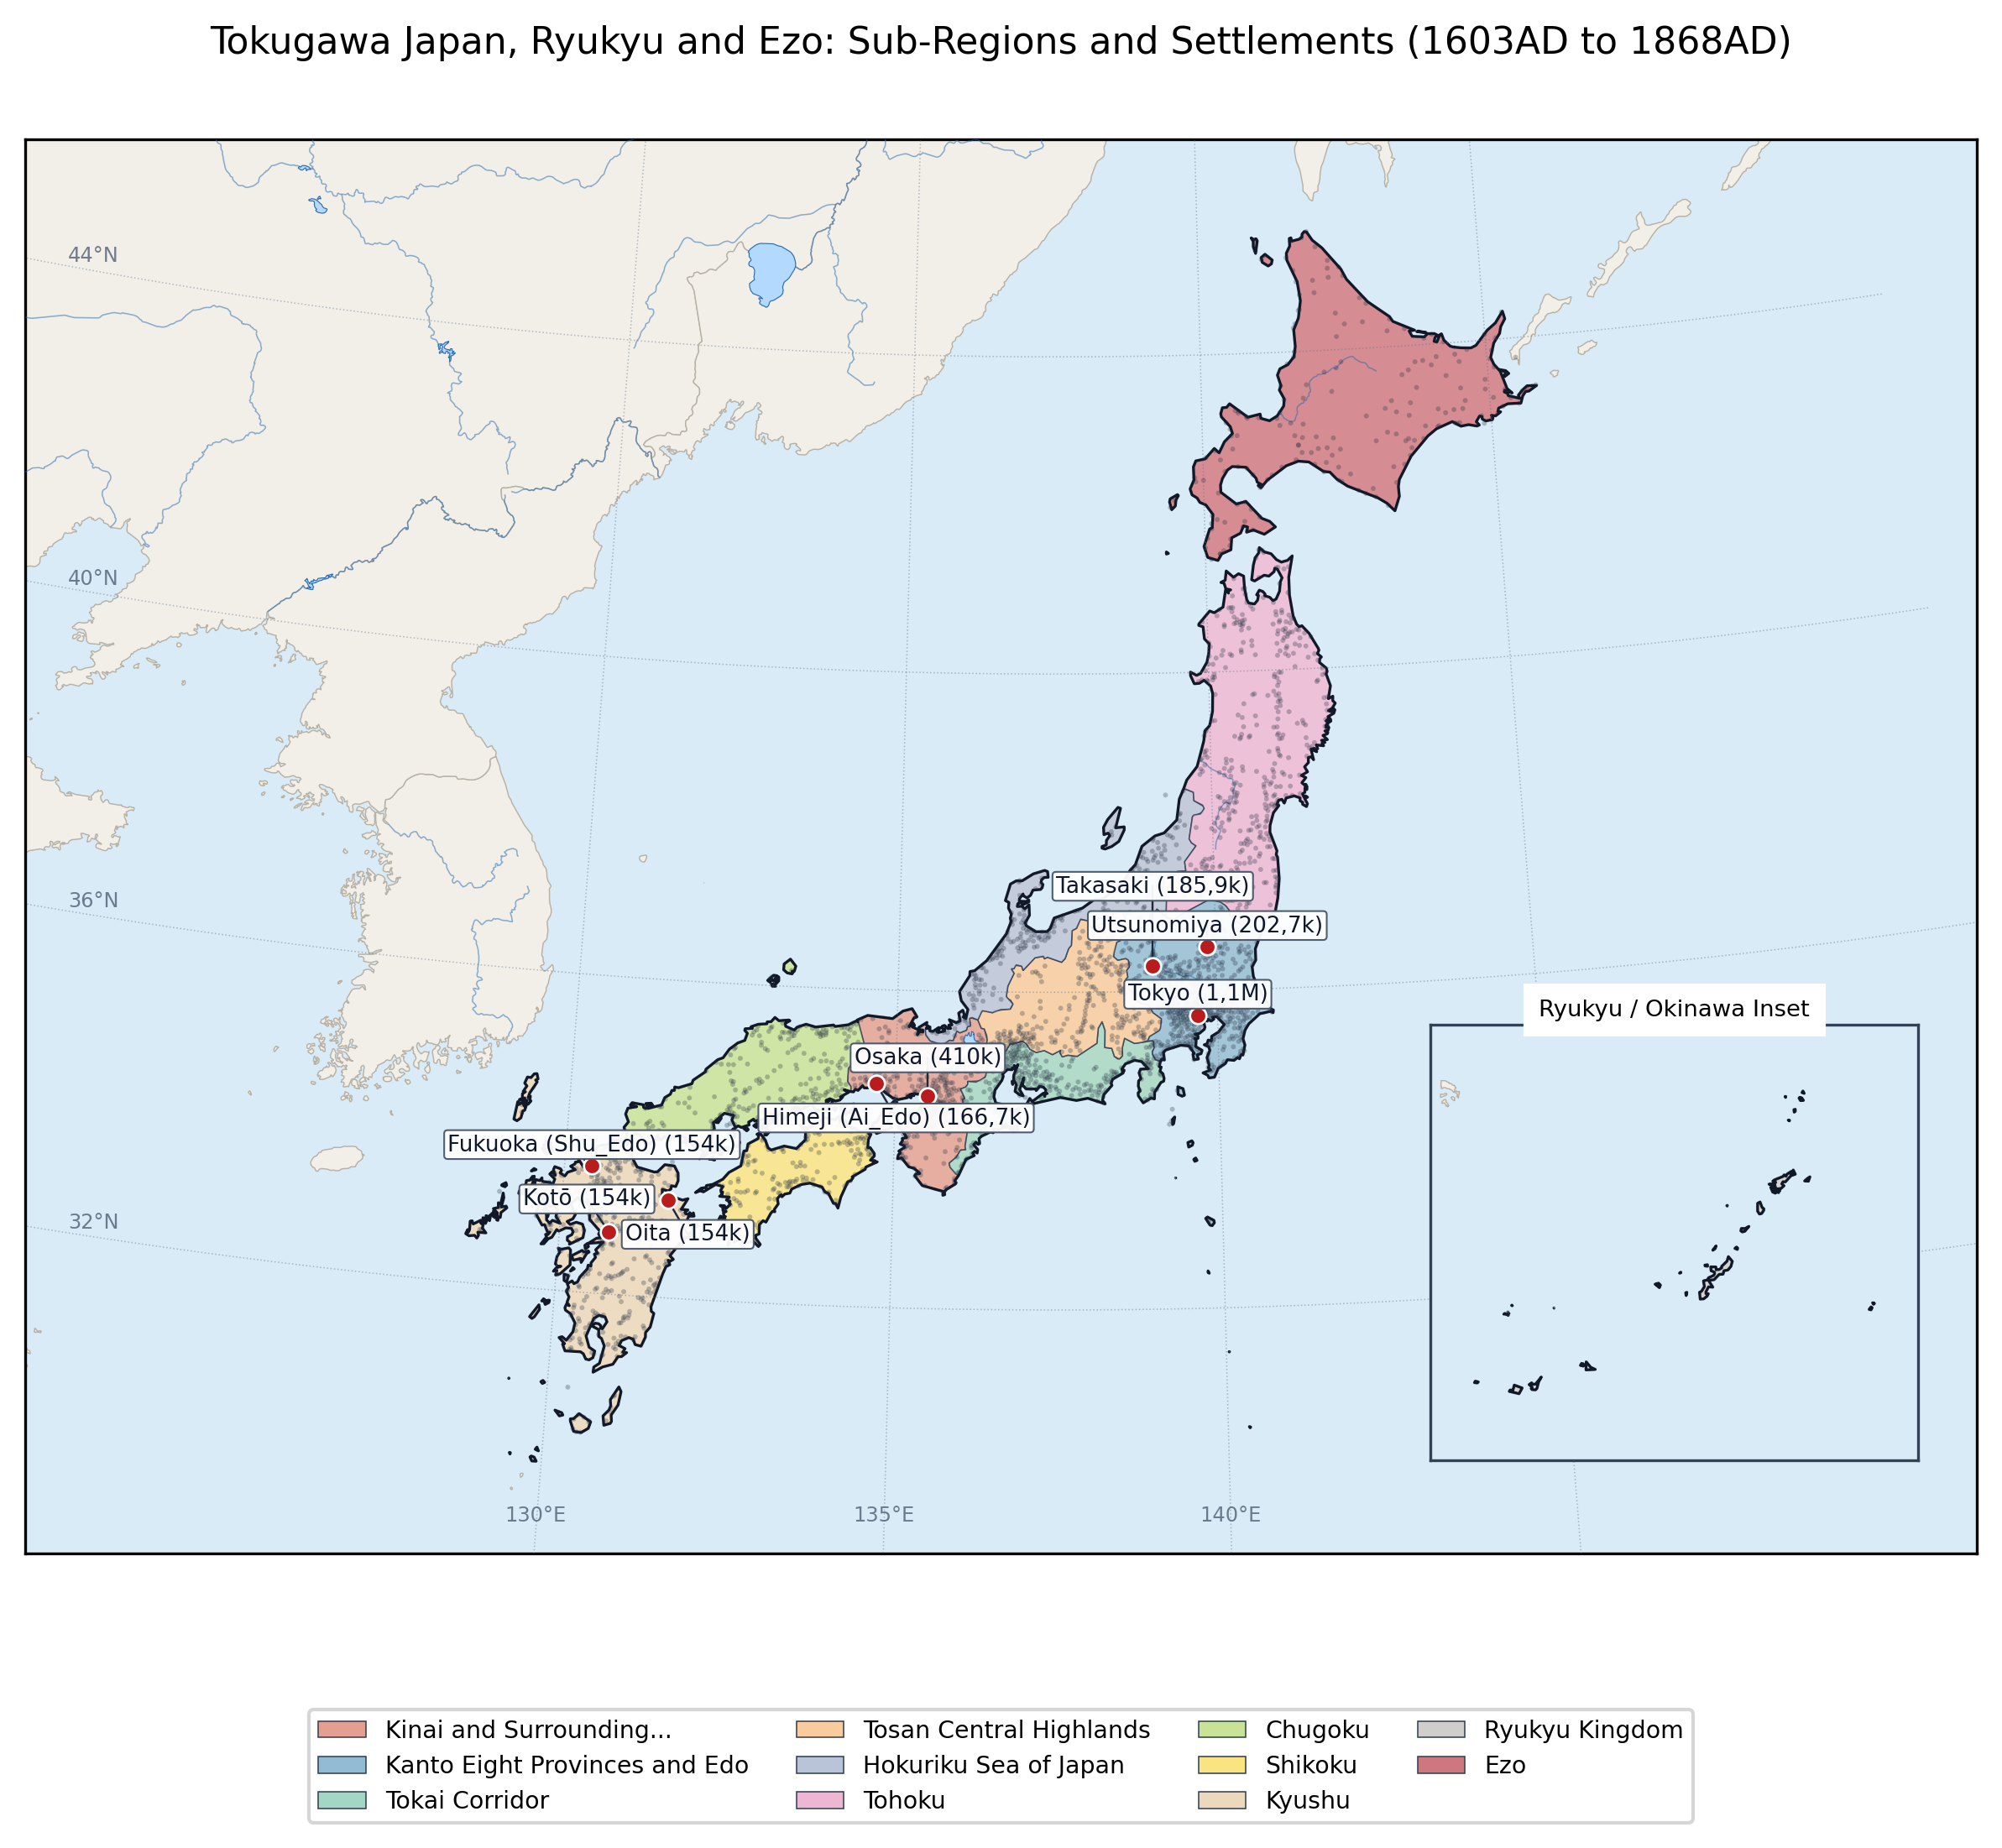 Tokugawa Japan, Ryukyu and Ezo: Sub-Regions and Settlements (1603AD to 1868AD)
44°N
40°N
36°N
32°N
Takasaki (185,9k)
Utsunomiya (202,7k)
Tokyo (1,1M)
Osaka (410k)
Himeji (Ai_Edo) (166,7k)
Fukuoka (Shu_Edo) (154k)
Kotō (154k)
Oita (154k)
Ryukyu / Okinawa Inset
130°E
135°E
140°E
Kinai and Surrounding...
Kanto Eight Provinces and Edo
Tokai Corridor
Tosan Central Highlands
Hokuriku Sea of Japan
Tohoku
Chugoku
Shikoku
Kyushu
Ryukyu Kingdom
Ezo